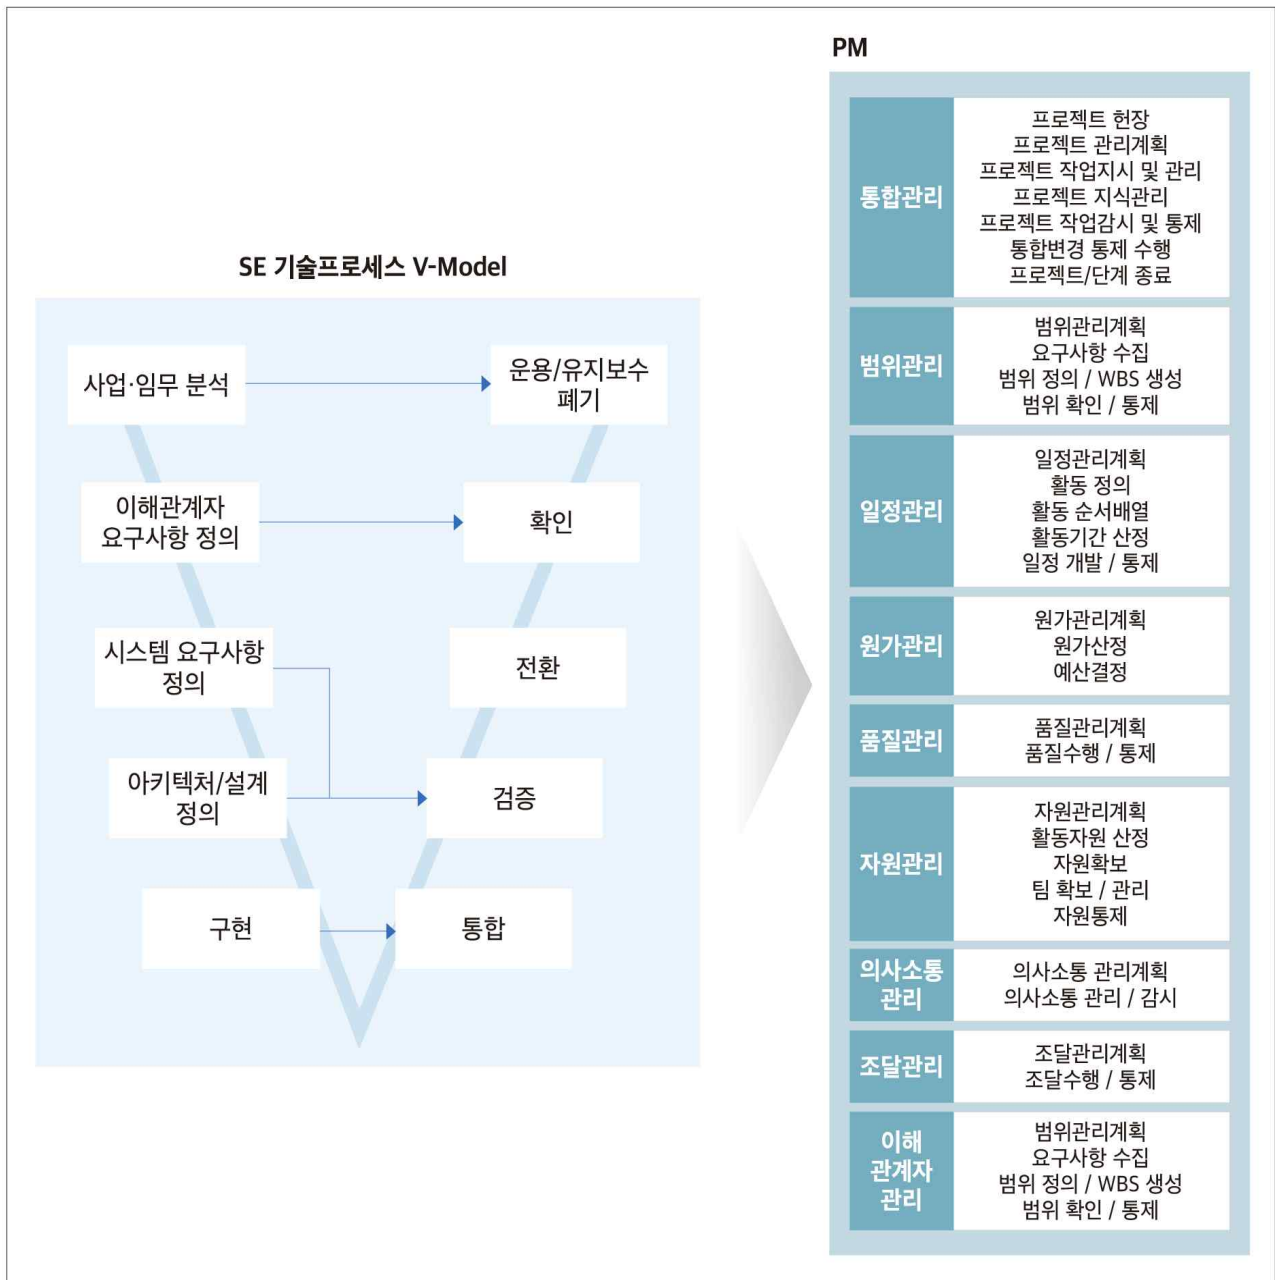 SE 기술프로세스 V-Model
사업·임무 분석
운용/유지보수
폐기
이해관계자
요구사항 정의
확인
시스템 요구사항
정의
전환
아키텍처/설계
정의
검증
구현
통합
PM
통합관리
프로젝트 헌장
프로젝트 관리계획
프로젝트 작업지시 및 관리
프로젝트 지식관리
프로젝트 작업감시 및 통제
통합변경 통제 수행
프로젝트/단계 종료
범위관리
범위관리계획
요구사항 수집
범위 정의 / WBS 생성
범위 확인 / 통제
일정관리
일정관리계획
활동 정의
활동 순서배열
활동기간 산정
일정 개발 / 통제
원가관리
원가관리계획
원가산정
예산결정
품질관리
품질관리계획
품질수행 / 통제
자원관리
자원관리계획
활동자원 산정
자원확보
팀 확보 / 관리
자원통제
의사소통
관리
의사소통 관리계획
의사소통 관리 / 감시
조달관리
조달관리계획
조달수행 / 통제
이해
관계자
관리
범위관리계획
요구사항 수집
범위 정의 / WBS 생성
범위 확인 / 통제